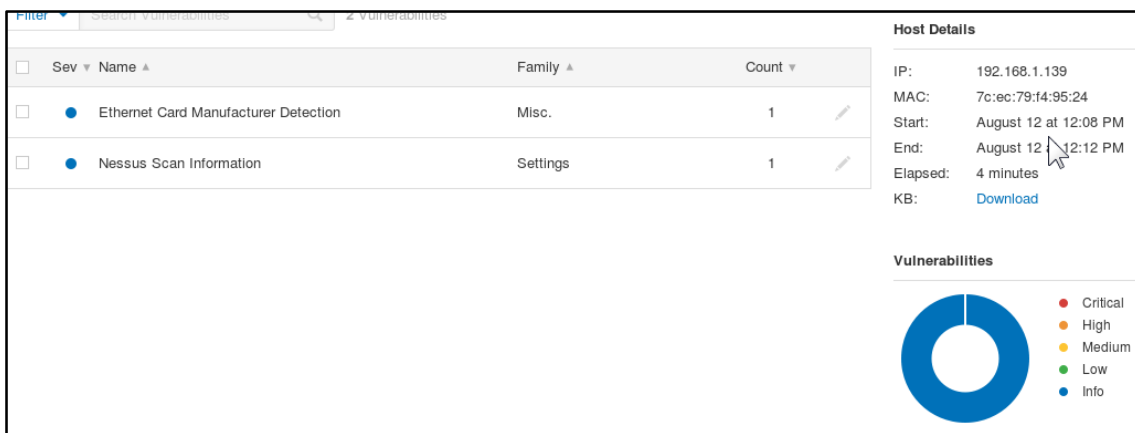 Filter Search Vulnerabilities 2 Vulnerabilities
Sev Name Family Count
Ethernet Card Manufacturer Detection Misc. 1
Nessus Scan Information Settings 1
Host Details
IP: 192.168.1.139
MAC: 7c:ec:79:f4:95:24
Start: August 12 at 12:08 PM
End: August 12 a 12:12 PM
Elapsed: 4 minutes
KB: Download
Vulnerabilities
Critical
High
Medium
Low
Info